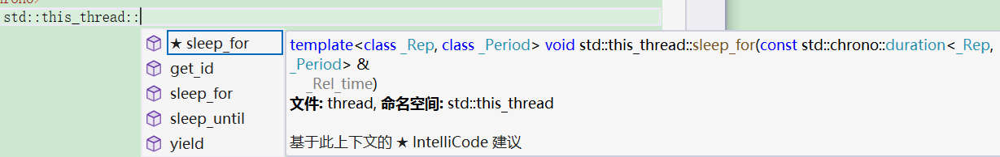 std::this_thread::
★ sleep_for
get_id
sleep_for
sleep_until
yield
template<class _Rep, class _Period> void std::this_thread::sleep_for(const std::chrono::duration<_Rep,
_Period> &
_Rel_time)
文件: thread, 命名空间: std::this_thread
基于此上下文的 ★ IntelliCode 建议